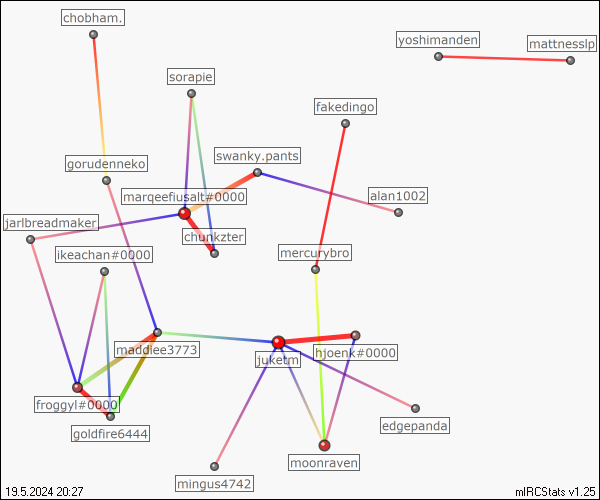 chobham.
yoshimanden
mattnesslp
sorapie
fakedingo
swanky.pants
gorudenneko
marqeefiusalt#0000
alan1002
jarlbreadmaker
chunkzter
ikeachan#0000
mercurybro
maddiee3773
juketm
hjoenk#0000
froggyl#0000
goldfire6444
edgepanda
moonraven
mingus4742
19.5.2024 20:27
mIRCStats v1.25